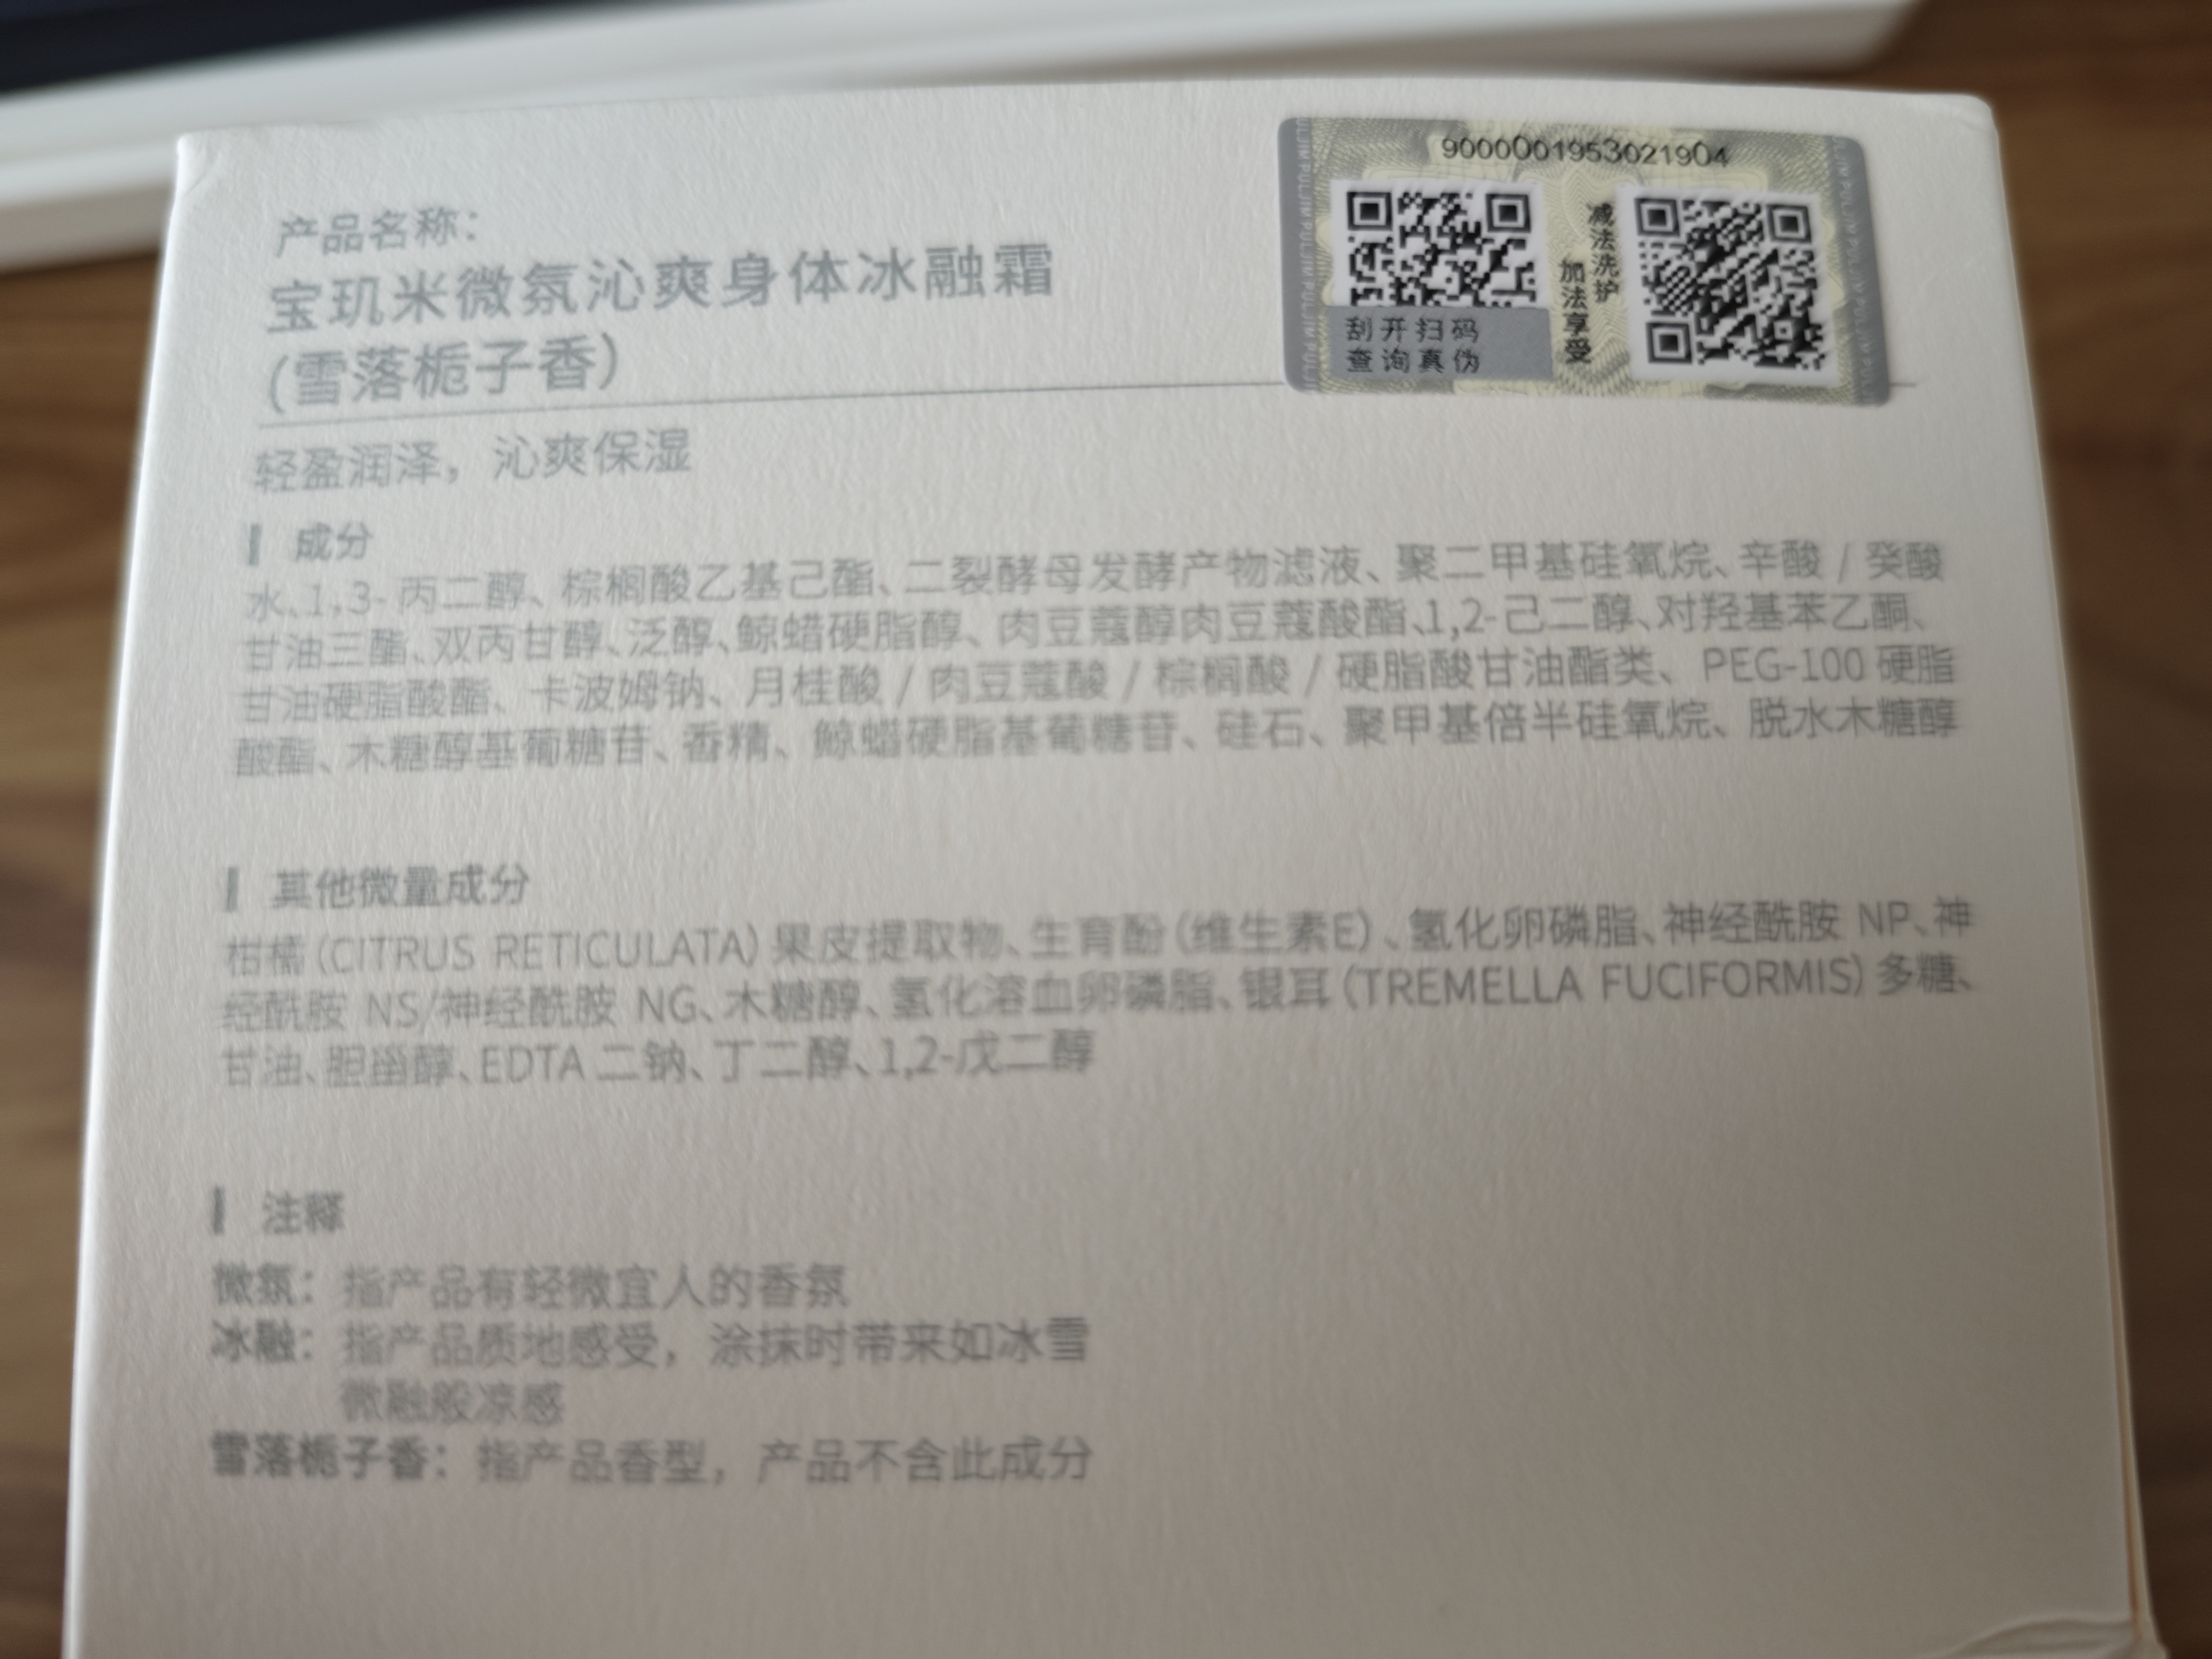 9000001953021904
减法洗护
加法享受
刮开扫码
查询真伪
产品名称：
宝玑米微氛沁爽身体冰融霜
(雪落栀子香)
轻盈润泽，沁爽保湿
成分
水、1,3-丙二醇、棕榈酸乙基己酯、二裂酵母发酵产物滤液、聚二甲基硅氧烷、辛酸 / 癸酸
甘油三酯、双丙甘醇、泛醇、鲸蜡硬脂醇、肉豆蔻醇肉豆蔻酸酯、1,2-己二醇、对羟基苯乙酮、
甘油硬脂酸酯、卡波姆钠、月桂酸 / 肉豆蔻酸 / 棕榈酸 / 硬脂酸甘油酯类、PEG-100 硬脂
酸酯、木糖醇基葡糖苷、香精、鲸蜡硬脂基葡糖苷、硅石、聚甲基倍半硅氧烷、脱水木糖醇
其他微量成分
柑橘 (CITRUS RETICULATA) 果皮提取物、生育酚 (维生素E)、氢化卵磷脂、神经酰胺 NP、神
经酰胺 NS/神经酰胺 NG、木糖醇、氢化溶血卵磷脂、银耳 (TREMELLA FUCIFORMIS) 多糖、
甘油、胆甾醇、EDTA 二钠、丁二醇、1,2-戊二醇
注释
微氛：指产品有轻微宜人的香氛
冰融：指产品质地感受，涂抹时带来如冰雪
微融般凉感
雪落栀子香：指产品香型，产品不含此成分